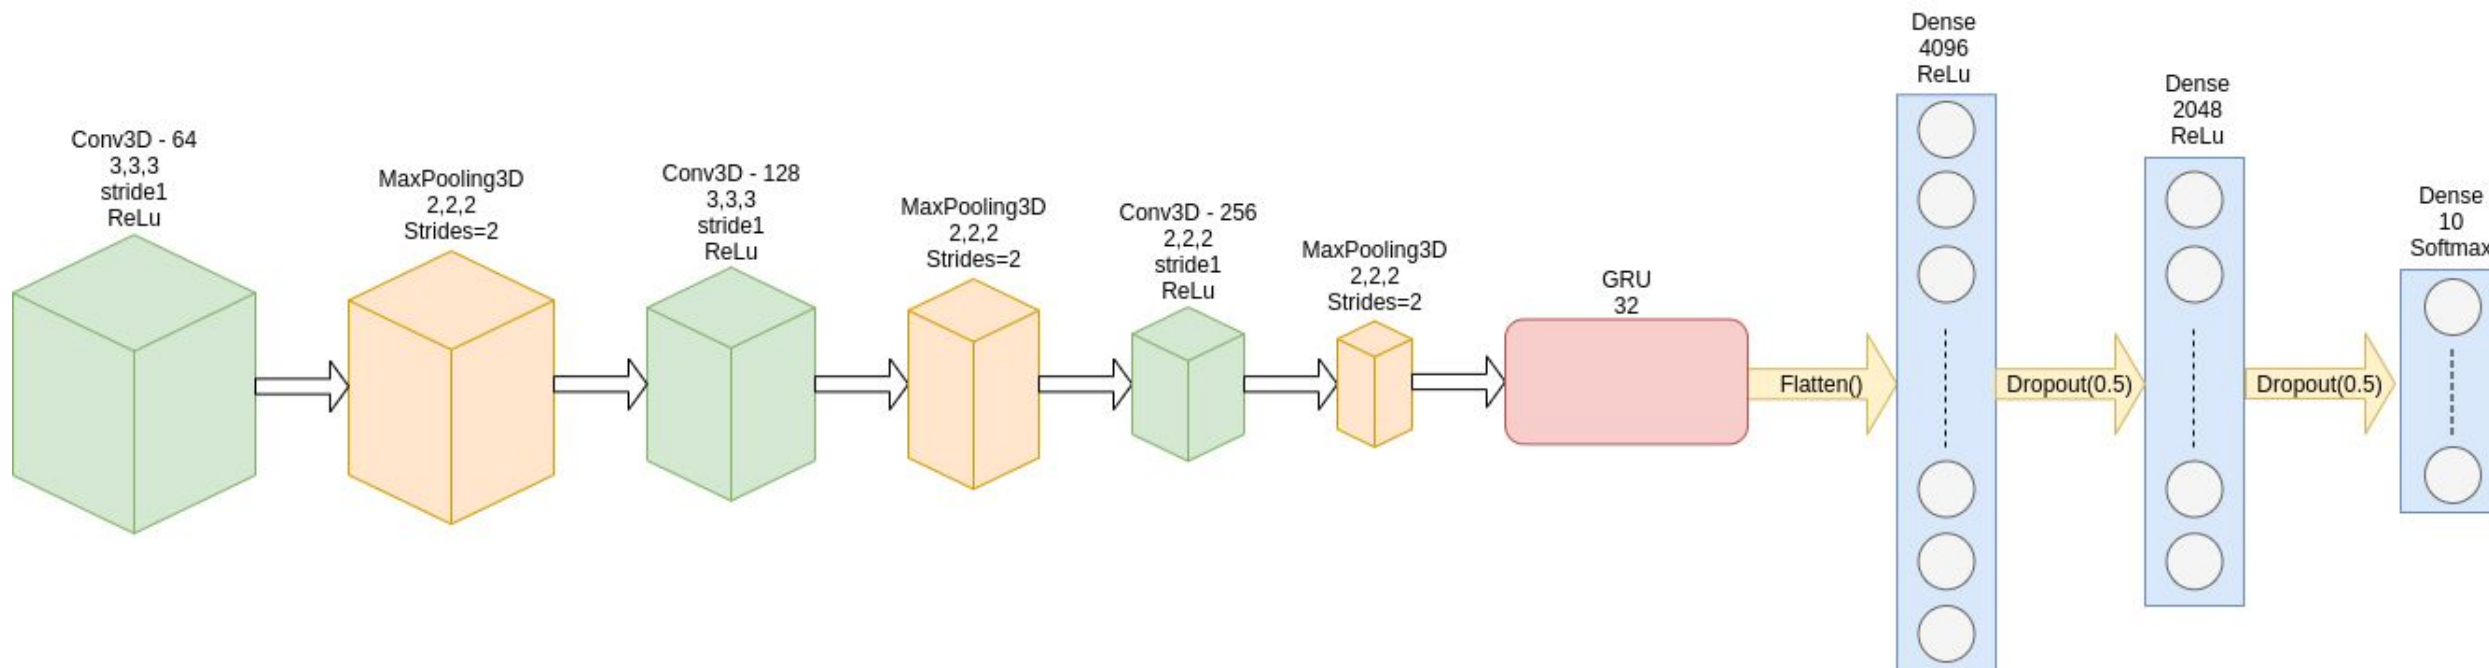 Conv3D - 64
3,3,3
stride1
ReLu
MaxPooling3D
2,2,2
Strides=2
Conv3D - 128
3,3,3
stride1
ReLu
MaxPooling3D
2,2,2
Strides=2
Conv3D - 256
2,2,2
stride1
ReLu
MaxPooling3D
2,2,2
Strides=2
GRU
32
Flatten()
Dense
4096
ReLu
Dropout(0.5)
Dense
2048
ReLu
Dropout(0.5)
Dense
10
Softmax